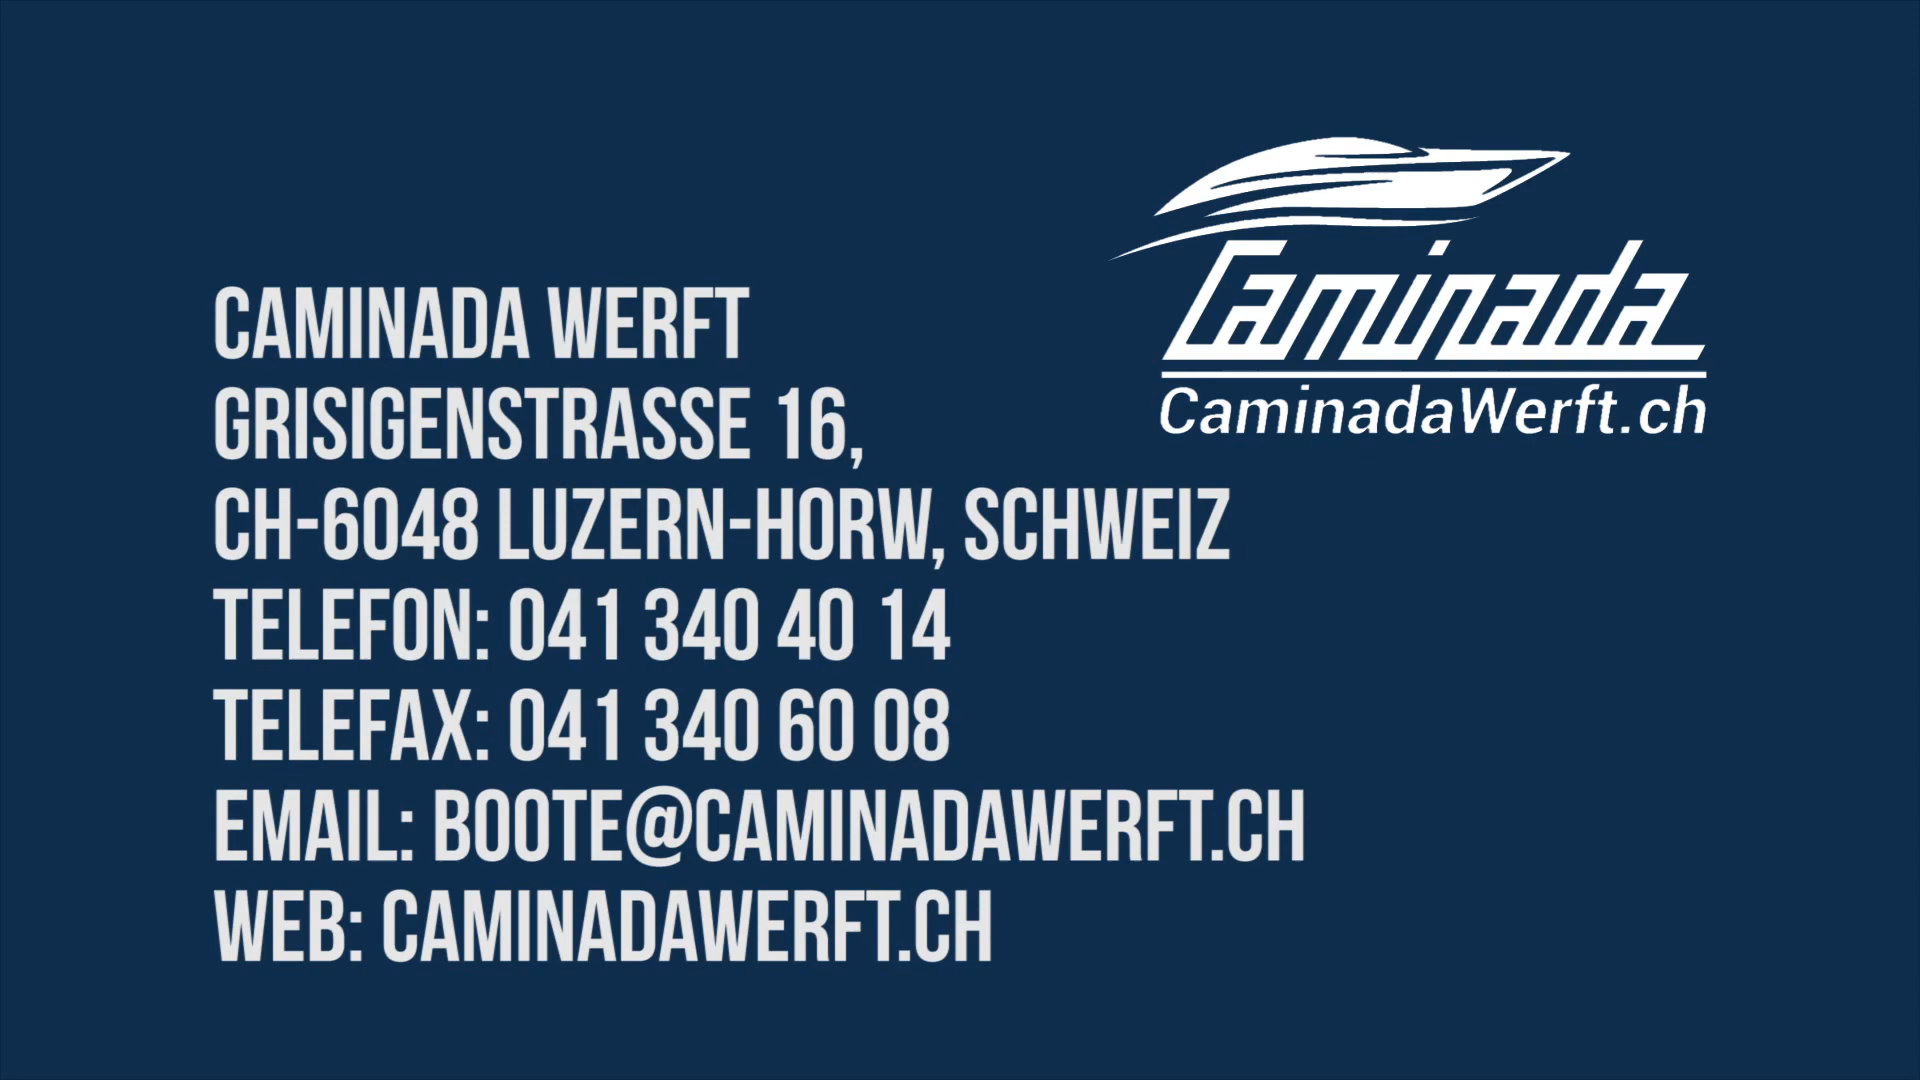 Caminada
CaminadaWerft.ch
CAMINADA WERFT
GRISIGENSTRASSE 16,
CH-6048 LUZERN-HORW, SCHWEIZ
TELEFON: 041 340 40 14
TELEFAX: 041 340 60 08
EMAIL: BOOTE@CAMINADAWERFT.CH
WEB: CAMINADAWERFT.CH